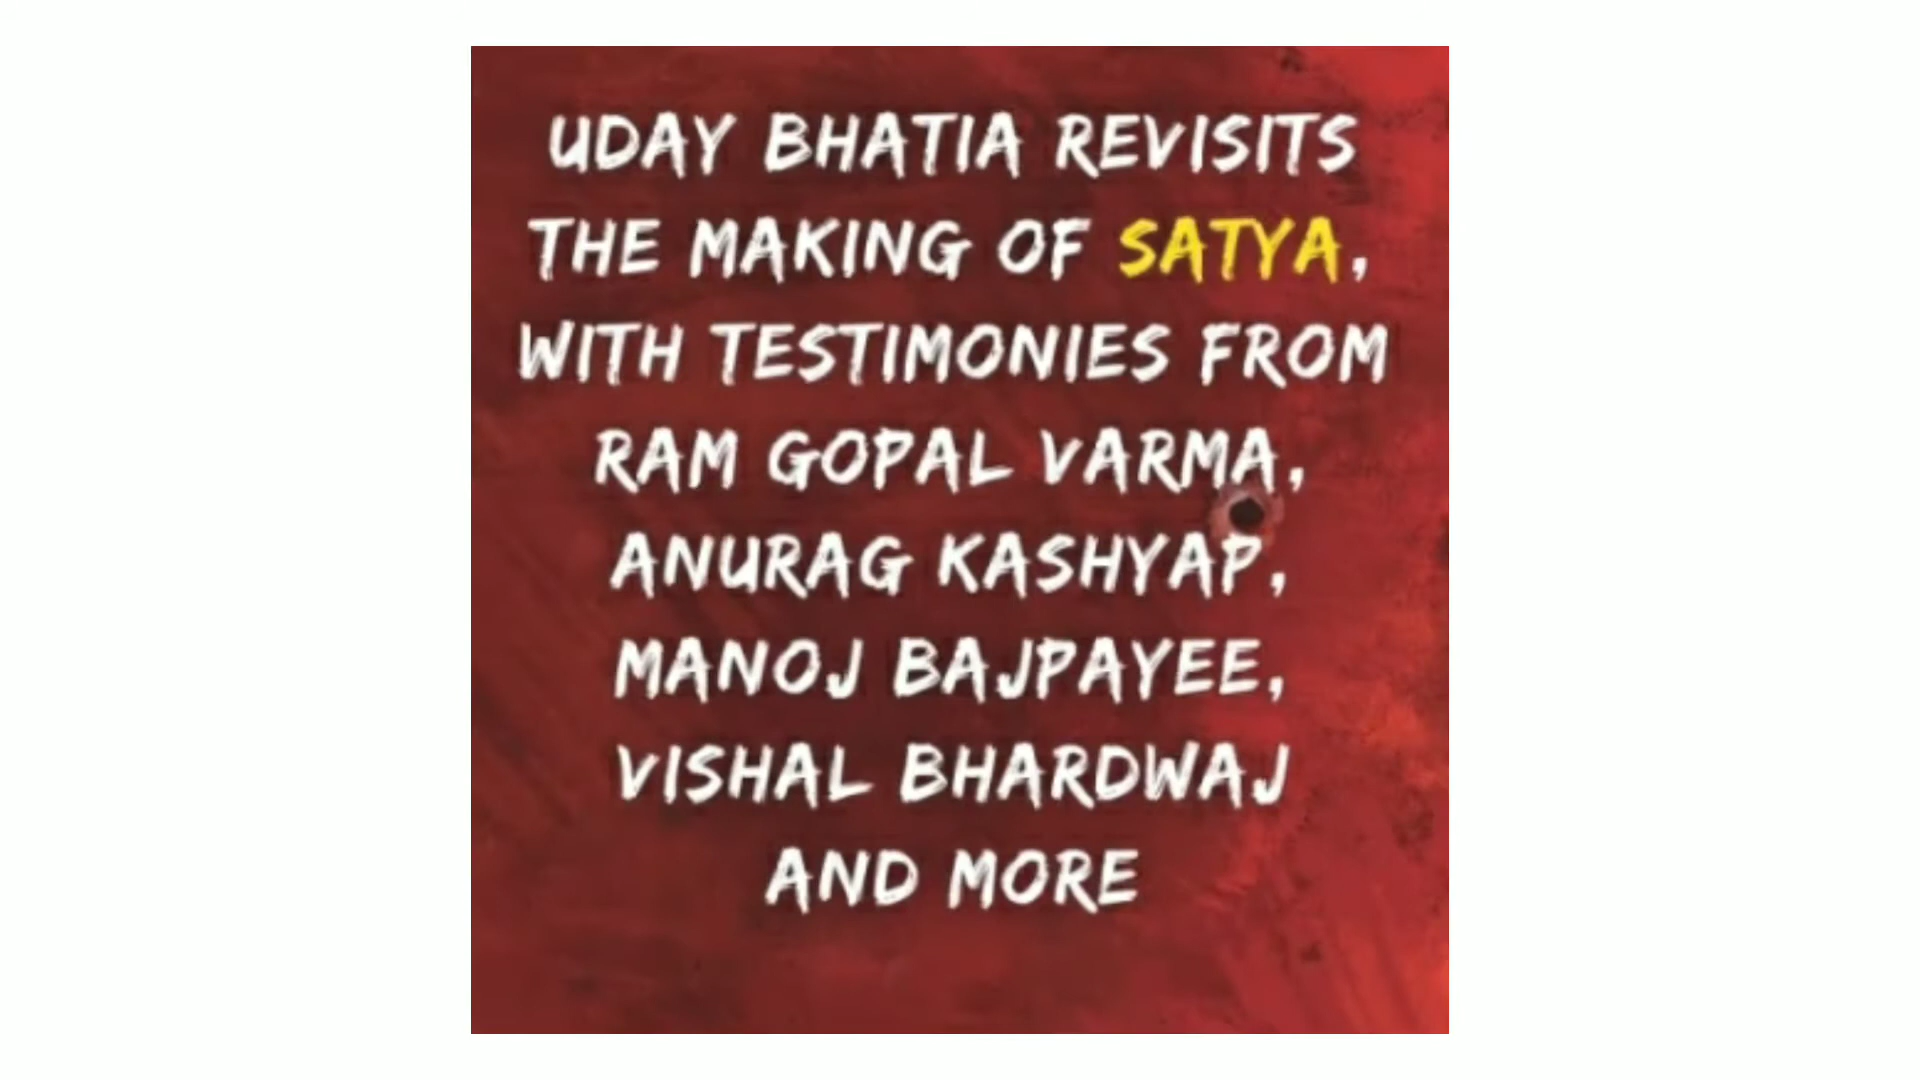 UDAY BHATIA REVISITS
THE MAKING OF SATYA,
WITH TESTIMONIES FROM
RAM GOPAL VARMA,
ANURAG KASHYAP,
MANOJ BAJPAYEE,
VISHAL BHARDWAJ
AND MORE